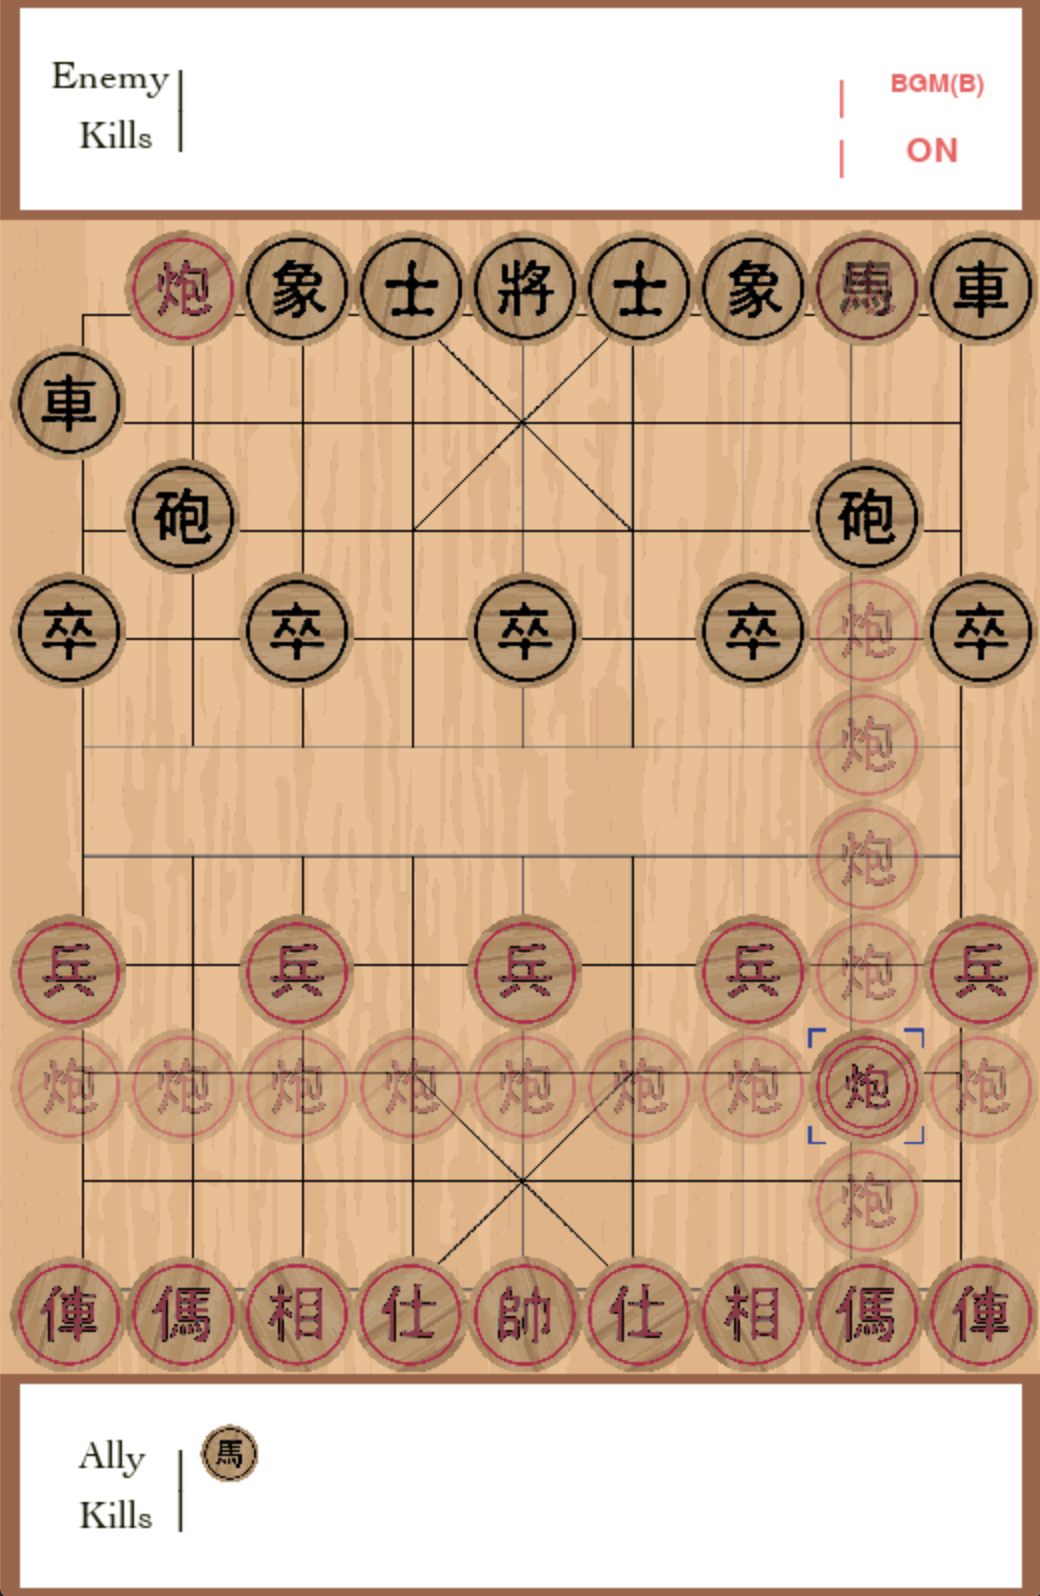 Enemy
Kills
BGM(B)
ON
炮象士將士象馬車
車
砲砲
卒卒卒卒炮卒
炮
炮
兵兵兵兵炮兵
炮炮炮炮炮炮炮炮炮
炮
俥傌相仕帥仕相傌俥
Ally
馬
Kills